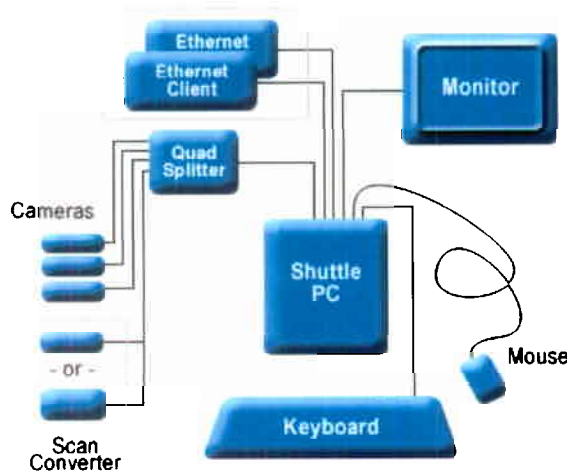 Ethernet
Ethernet
Client
Monitor
Quad
Splitter
Cameras
Shuttle
PC
- or -
Mouse
Keyboard
Scan
Converter